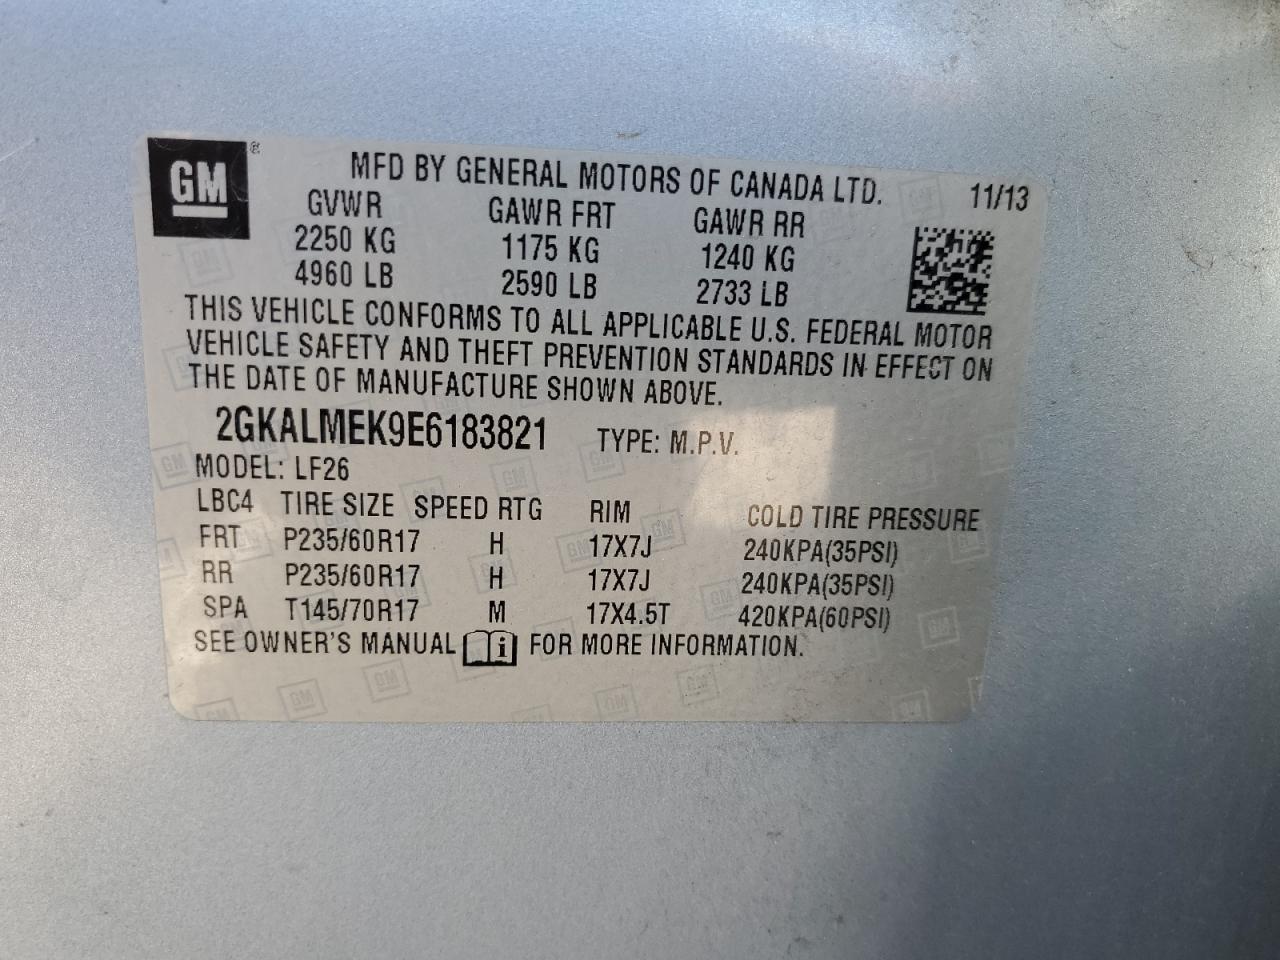 GM ®
MFD BY GENERAL MOTORS OF CANADA LTD. 11/13
GVWR GAWR FRT GAWR RR
2250 KG 1175 KG 1240 KG
4960 LB 2590 LB 2733 LB
THIS VEHICLE CONFORMS TO ALL APPLICABLE U.S. FEDERAL MOTOR
VEHICLE SAFETY AND THEFT PREVENTION STANDARDS IN EFFECT ON
THE DATE OF MANUFACTURE SHOWN ABOVE.
2GKALMEK9E6183821 TYPE: M.P.V.
MODEL: LF26
LBC4 TIRE SIZE SPEED RTG RIM COLD TIRE PRESSURE
FRT P235/60R17 H 17X7J 240KPA(35PSI)
RR P235/60R17 H 17X7J 240KPA(35PSI)
SPA T145/70R17 M 17X4.5T 420KPA(60PSI)
SEE OWNER'S MANUAL i FOR MORE INFORMATION.